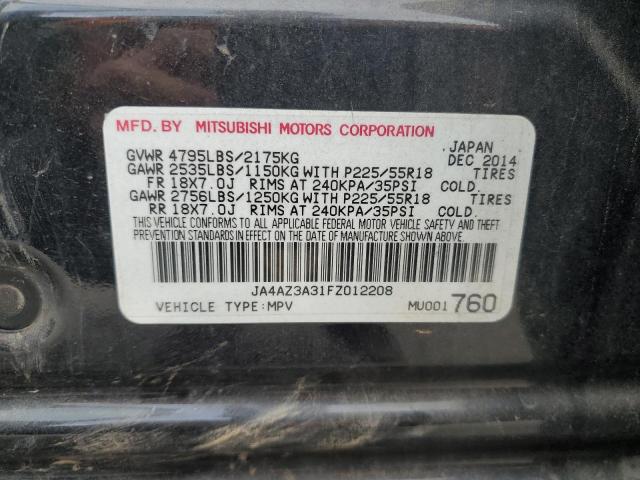 MFD. BY MITSUBISHI MOTORS CORPORATION
JAPAN
GVWR 4795LBS/2175KG DEC 2014
GAWR 2535LBS/1150KG WITH P225/55R18 TIRES
FR 18X7.0J RIMS AT 240KPA/35PSI COLD.
GAWR 2756LBS/1250KG WITH P225/55R18 TIRES
RR 18X7.0J RIMS AT 240KPA/35PSI COLD.
THIS VEHICLE CONFORMS TO ALL APPLICABLE FEDERAL MOTOR VEHICLE SAFETY AND THEFT
PREVENTION STANDARDS IN EFFECT ON THE DATE OF MANUFACTURE SHOWN ABOVE.
JA4AZ3A31FZ012208
VEHICLE TYPE:MPV MU001 760